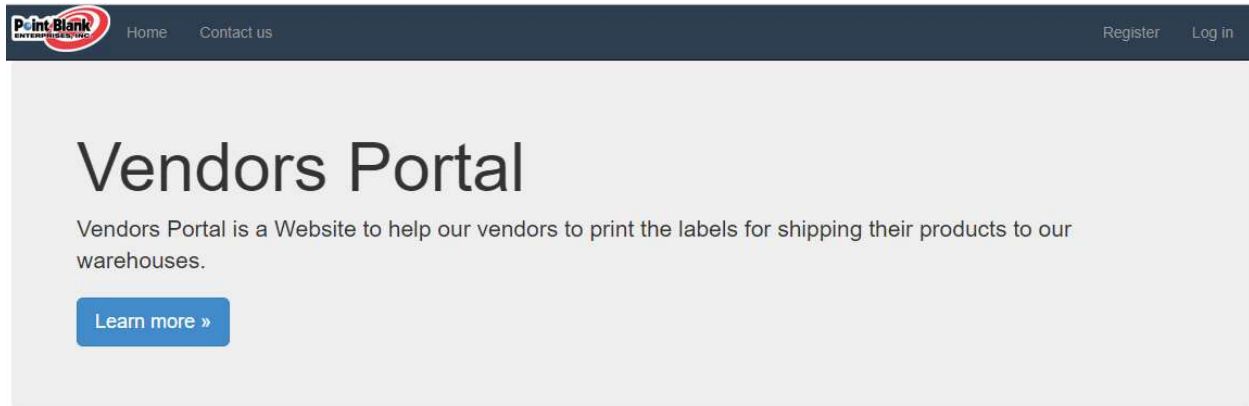 Point Blank
ENTERPRISES, INC.
Home Contact us Register Log in
Vendors Portal
Vendors Portal is a Website to help our vendors to print the labels for shipping their products to our
warehouses.
Learn more »